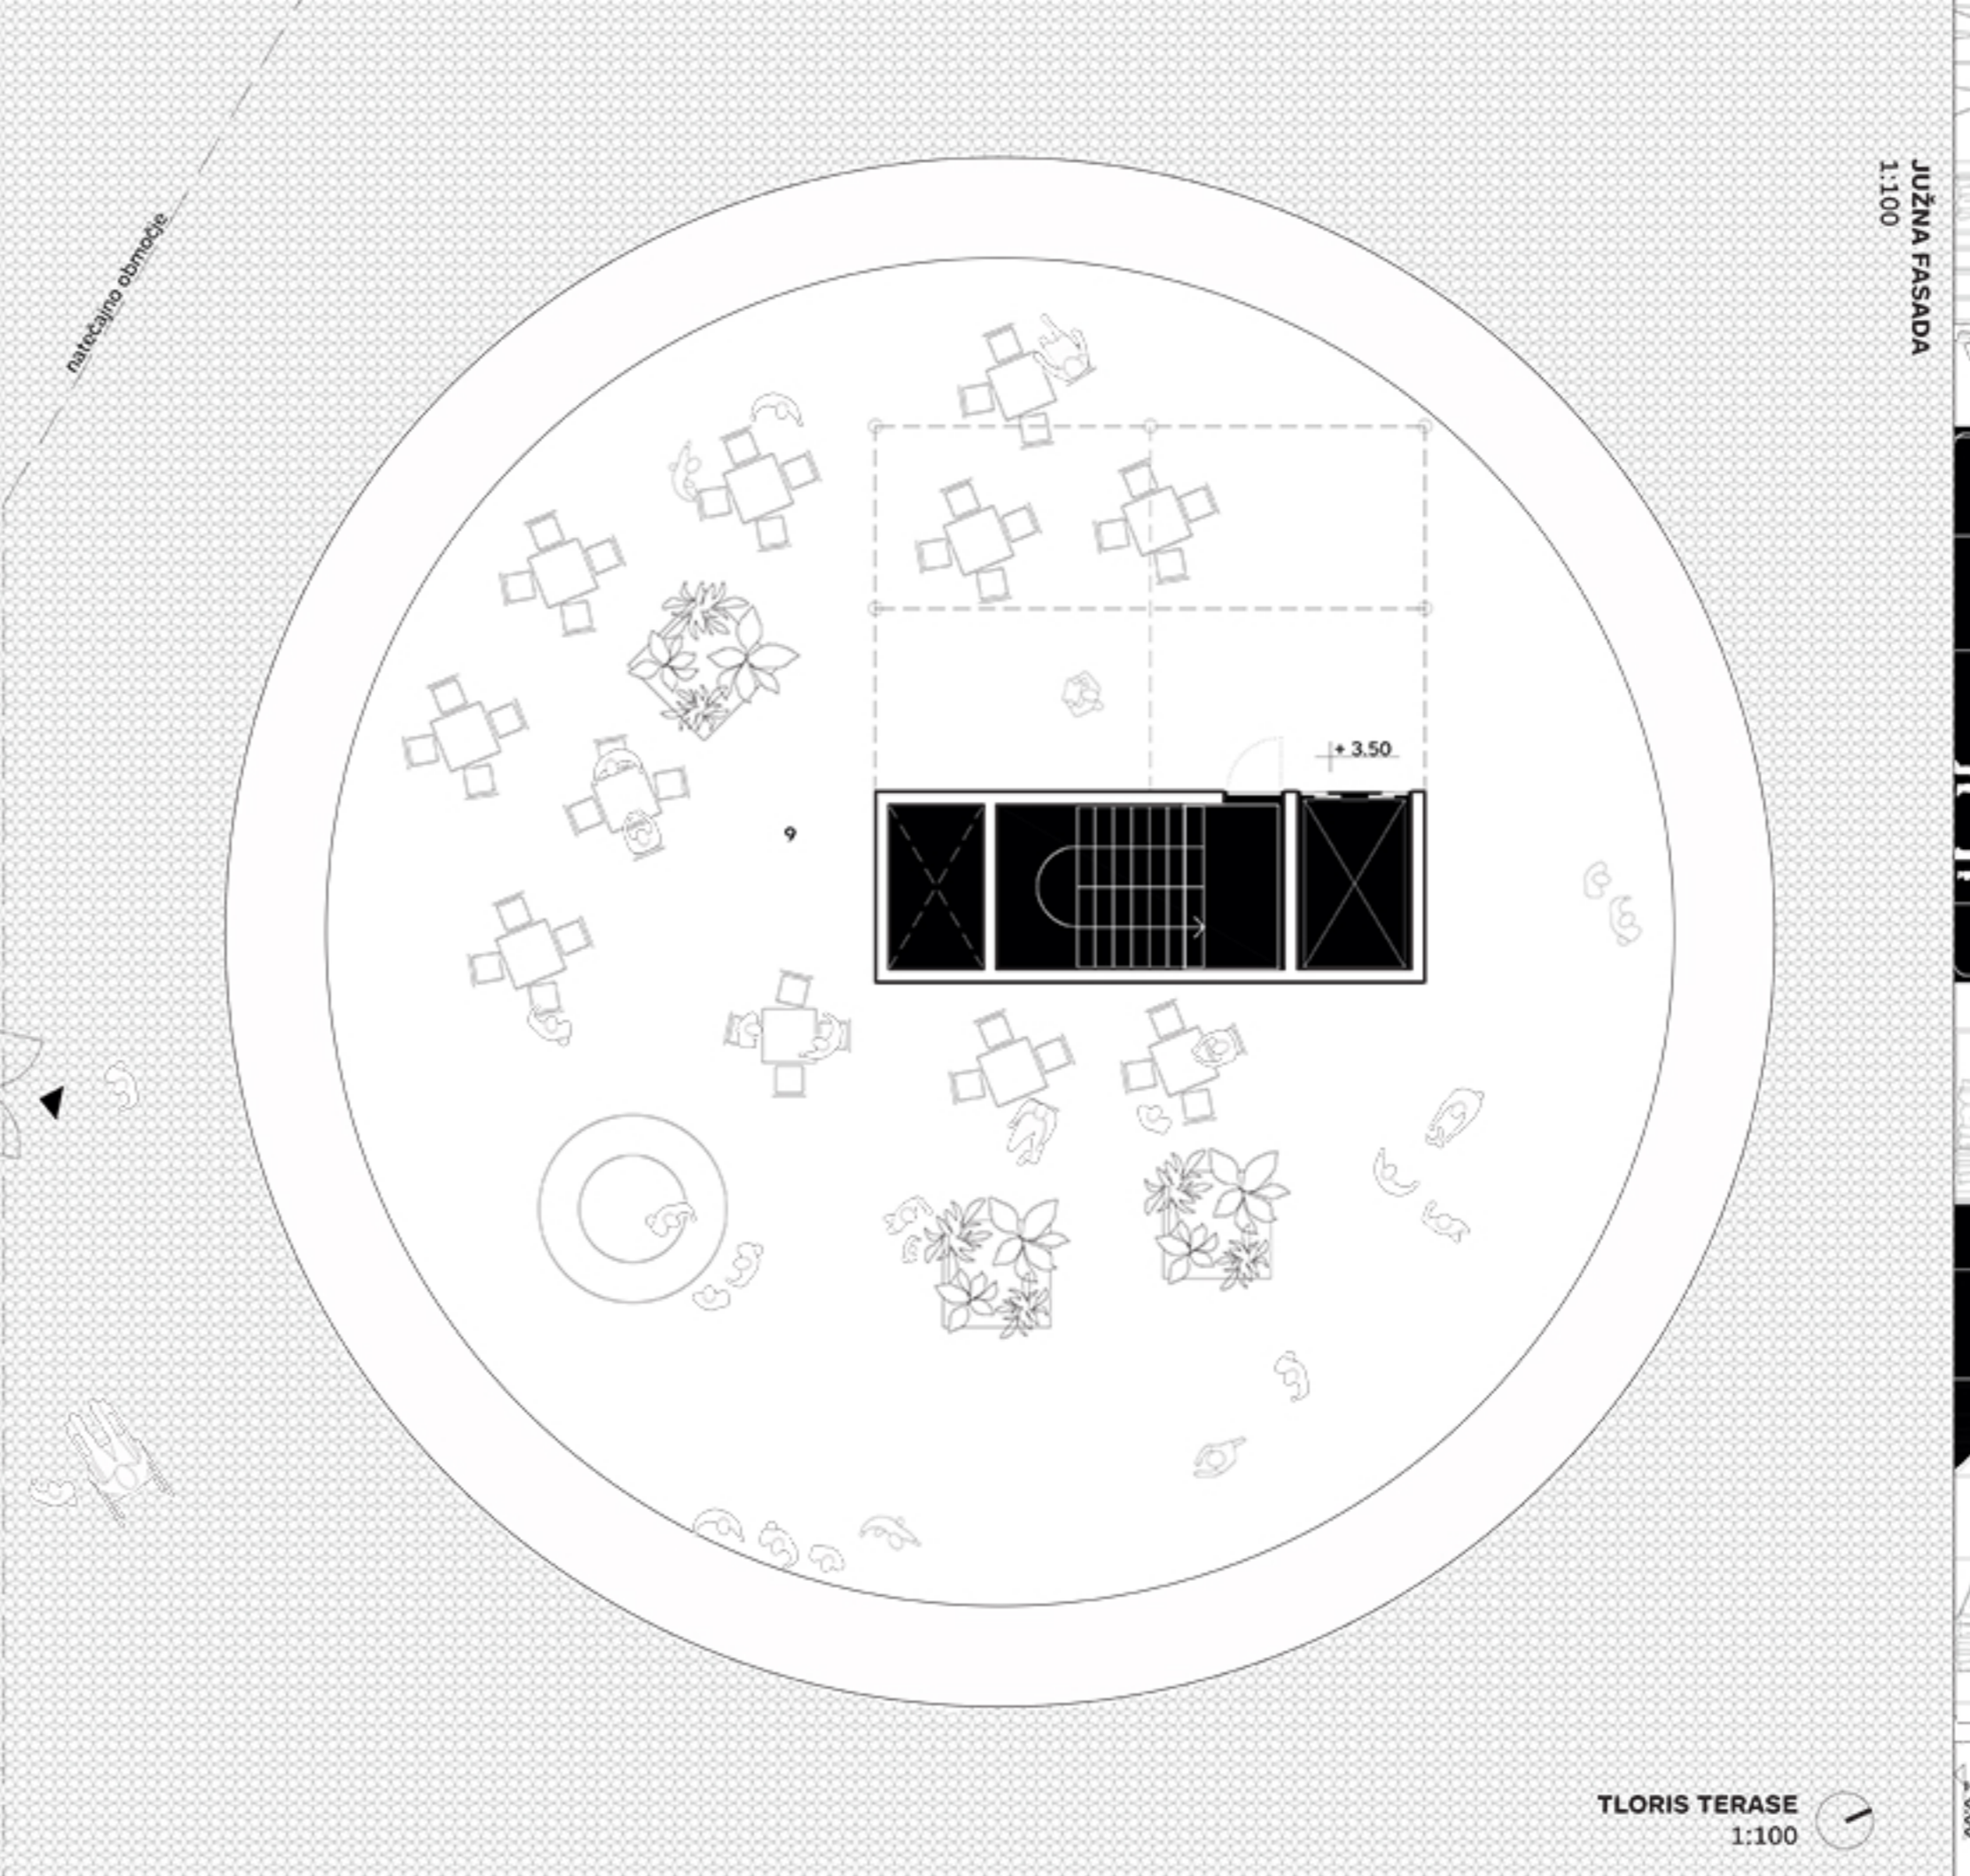 JUŽNA FASADA
1:100
natečajno območje
+ 3.50
9
TLORIS TERASE
1:100